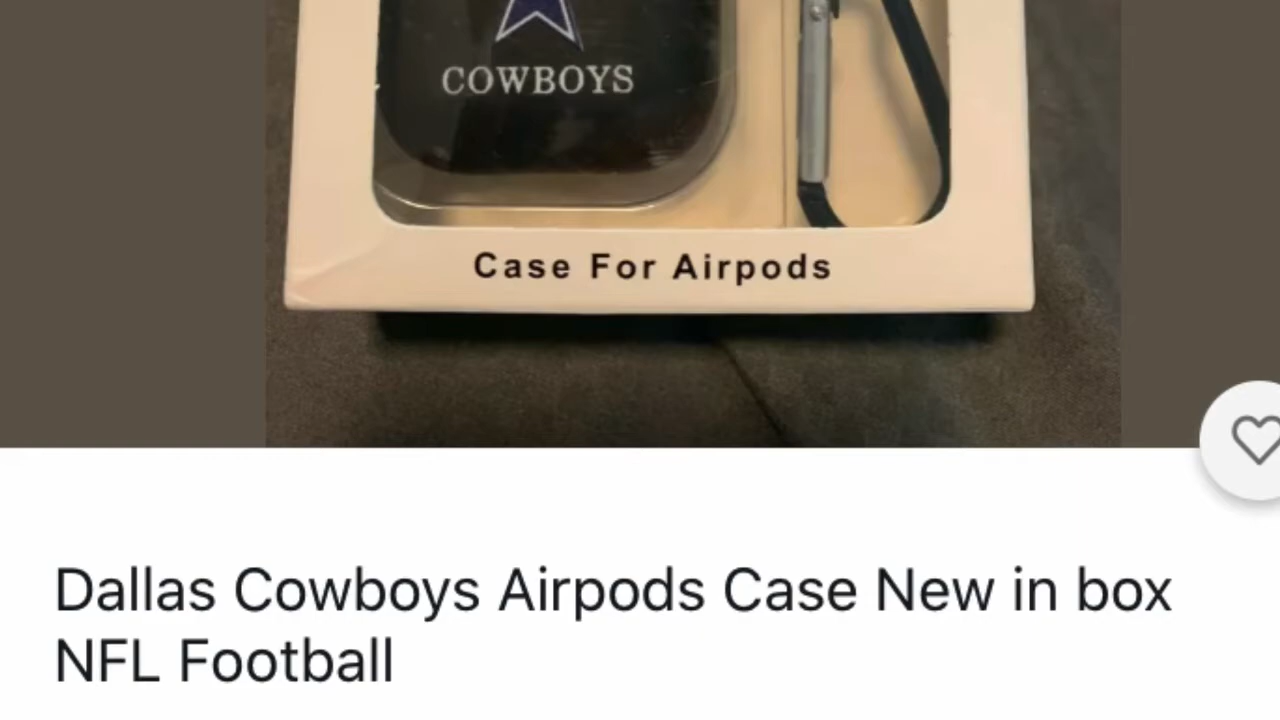 COWBOYS
Case For Airpods
Dallas Cowboys Airpods Case New in box
NFL Football